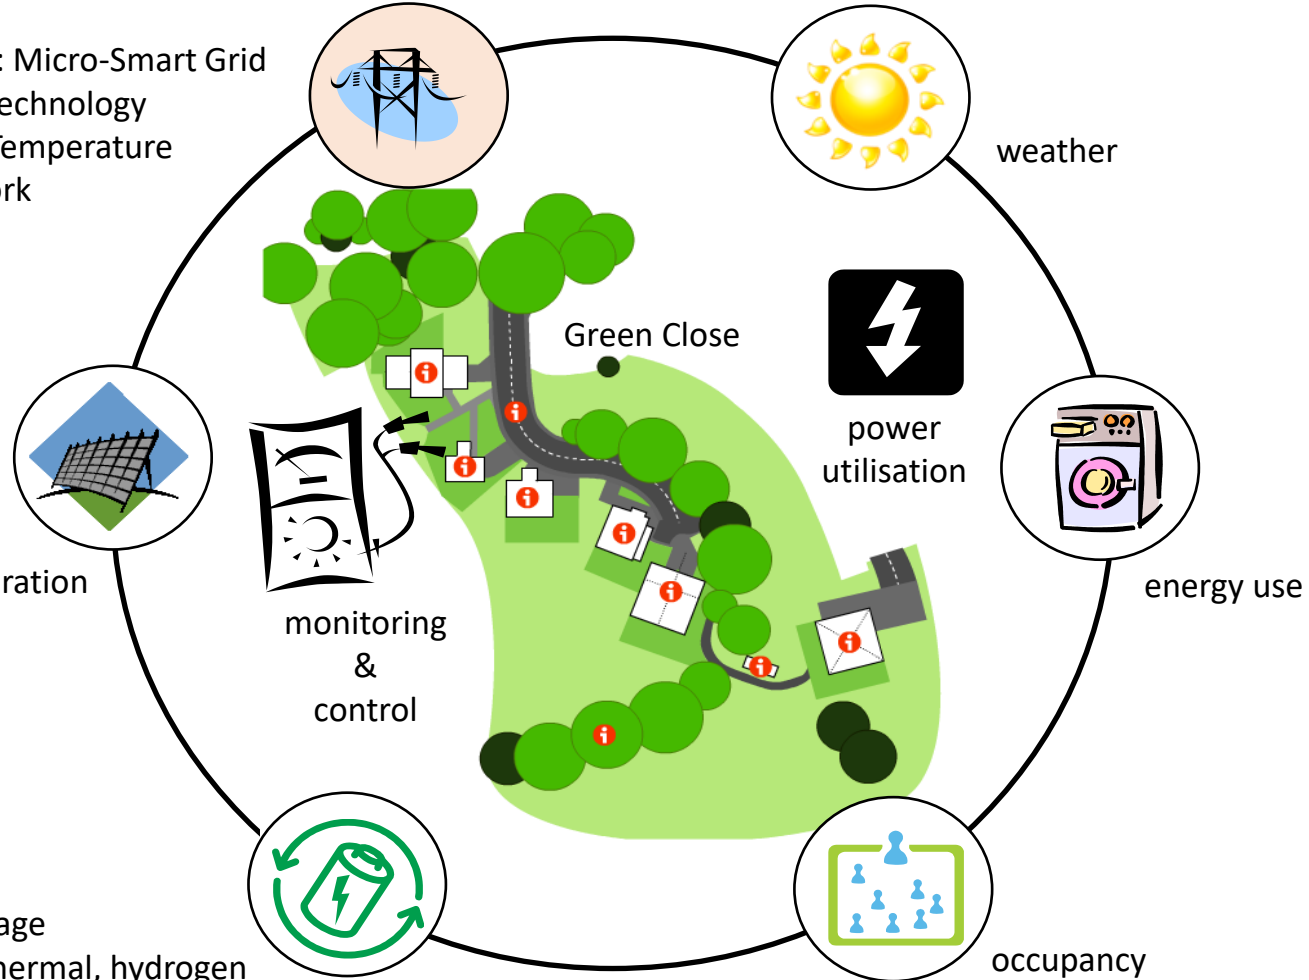 : Micro-Smart Grid
echnology
emperature
rk
weather
Green Close
power
utilisation
ration
energy use
monitoring
&
control
age
hermal, hydrogen
occupancy
i
i
i
i
i
i
i
i
i